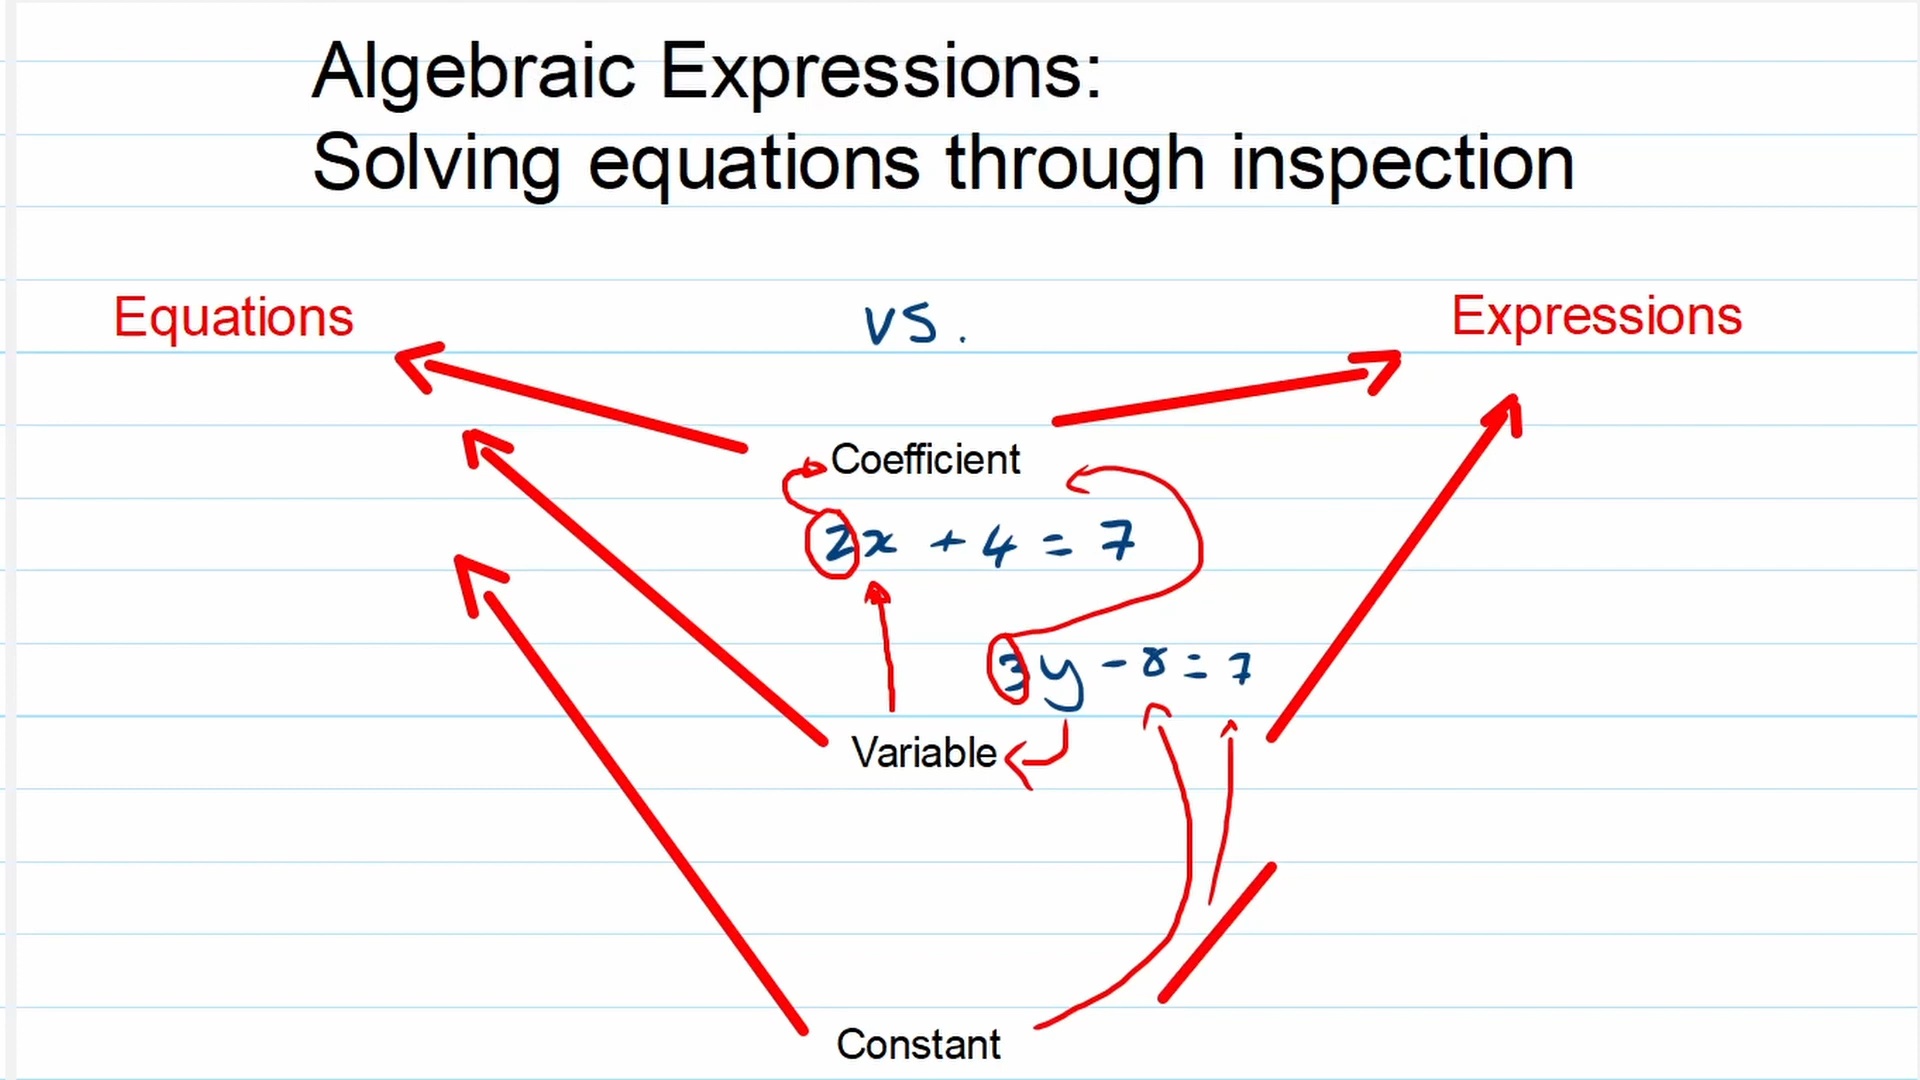 Algebraic Expressions:
Solving equations through inspection
Equations vs. Expressions
Coefficient
2x + 4 = 7
3y - 8 = 7
Variable
Constant